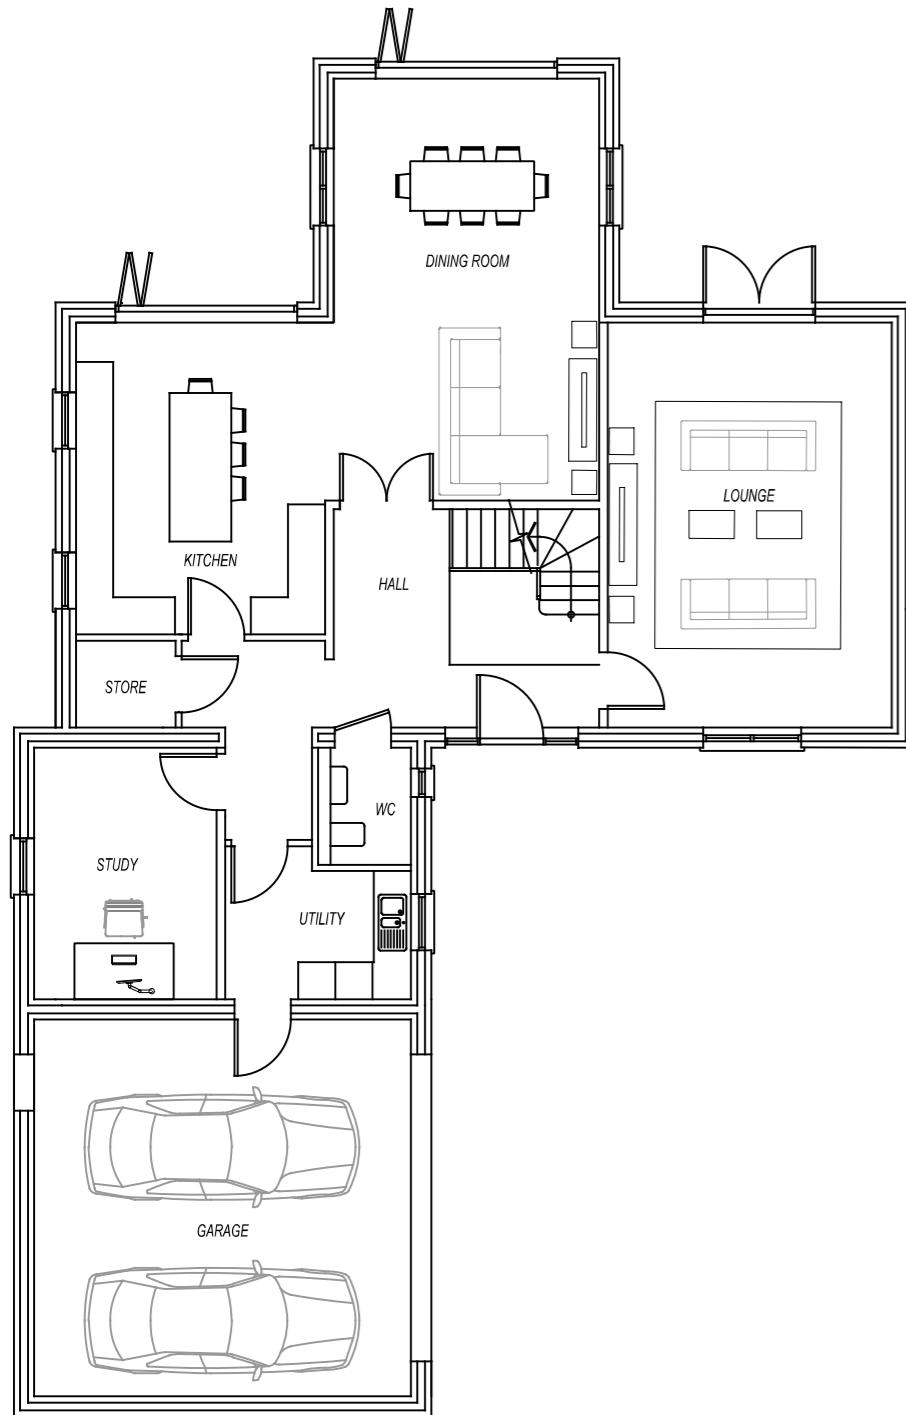 DINING ROOM
LOUNGE
KITCHEN
HALL
STORE
WC
STUDY
UTILITY
GARAGE